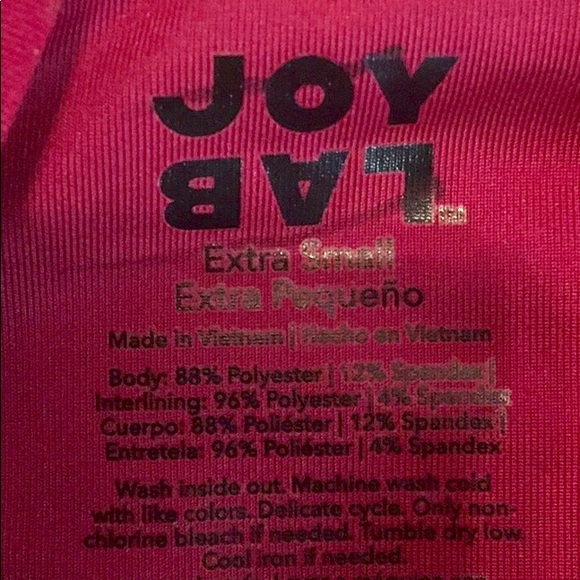 JOY
LAB
Extra Small
Extra Pequeño
Made in Vietnam | Hecho en Vietnam
Body: 88% Polyester | 12% Spandex |
Interlining: 96% Polyester | 4% Spandex
Cuerpo: 88% Poliéster | 12% Spandex |
Entretela: 96% Poliéster | 4% Spandex
Wash inside out. Machine wash cold
with like colors. Delicate cycle. Only non-
chlorine bleach if needed. Tumble dry low.
Cool iron if needed.